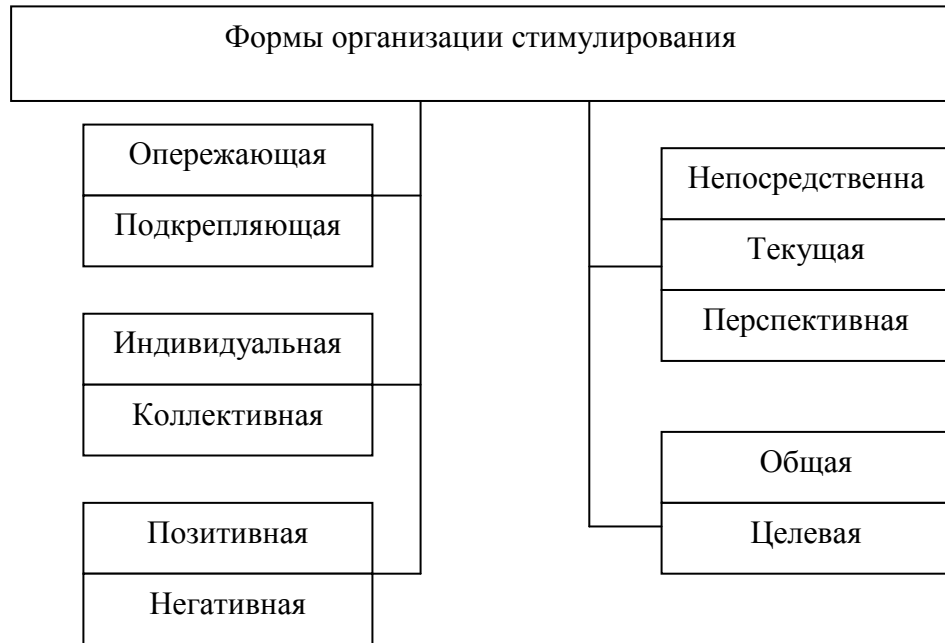 Формы организации стимулирования
Опережающая
Подкрепляющая
Индивидуальная
Коллективная
Позитивная
Негативная
Непосредственна
Текущая
Перспективная
Общая
Целевая